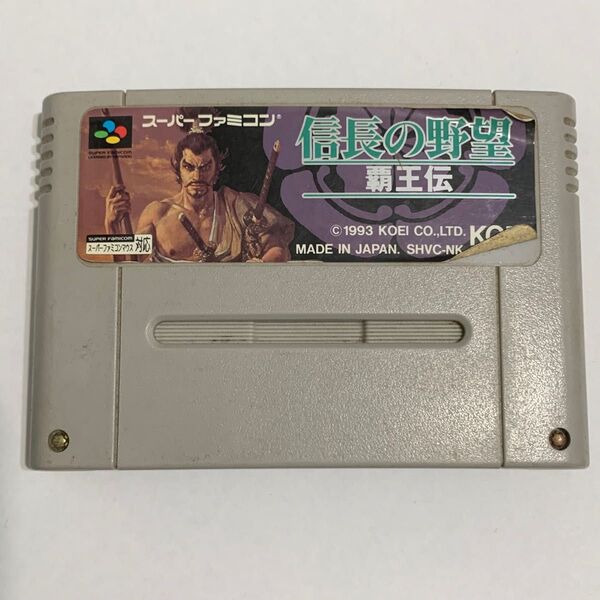 スーパーファミコン®
SUPER FAMICOM
信長の野望
覇王伝
SUPER FAMICOM
スーパーファミコンマウス 対応
©1993 KOEI CO.,LTD.
MADE IN JAPAN. SHVC-NK